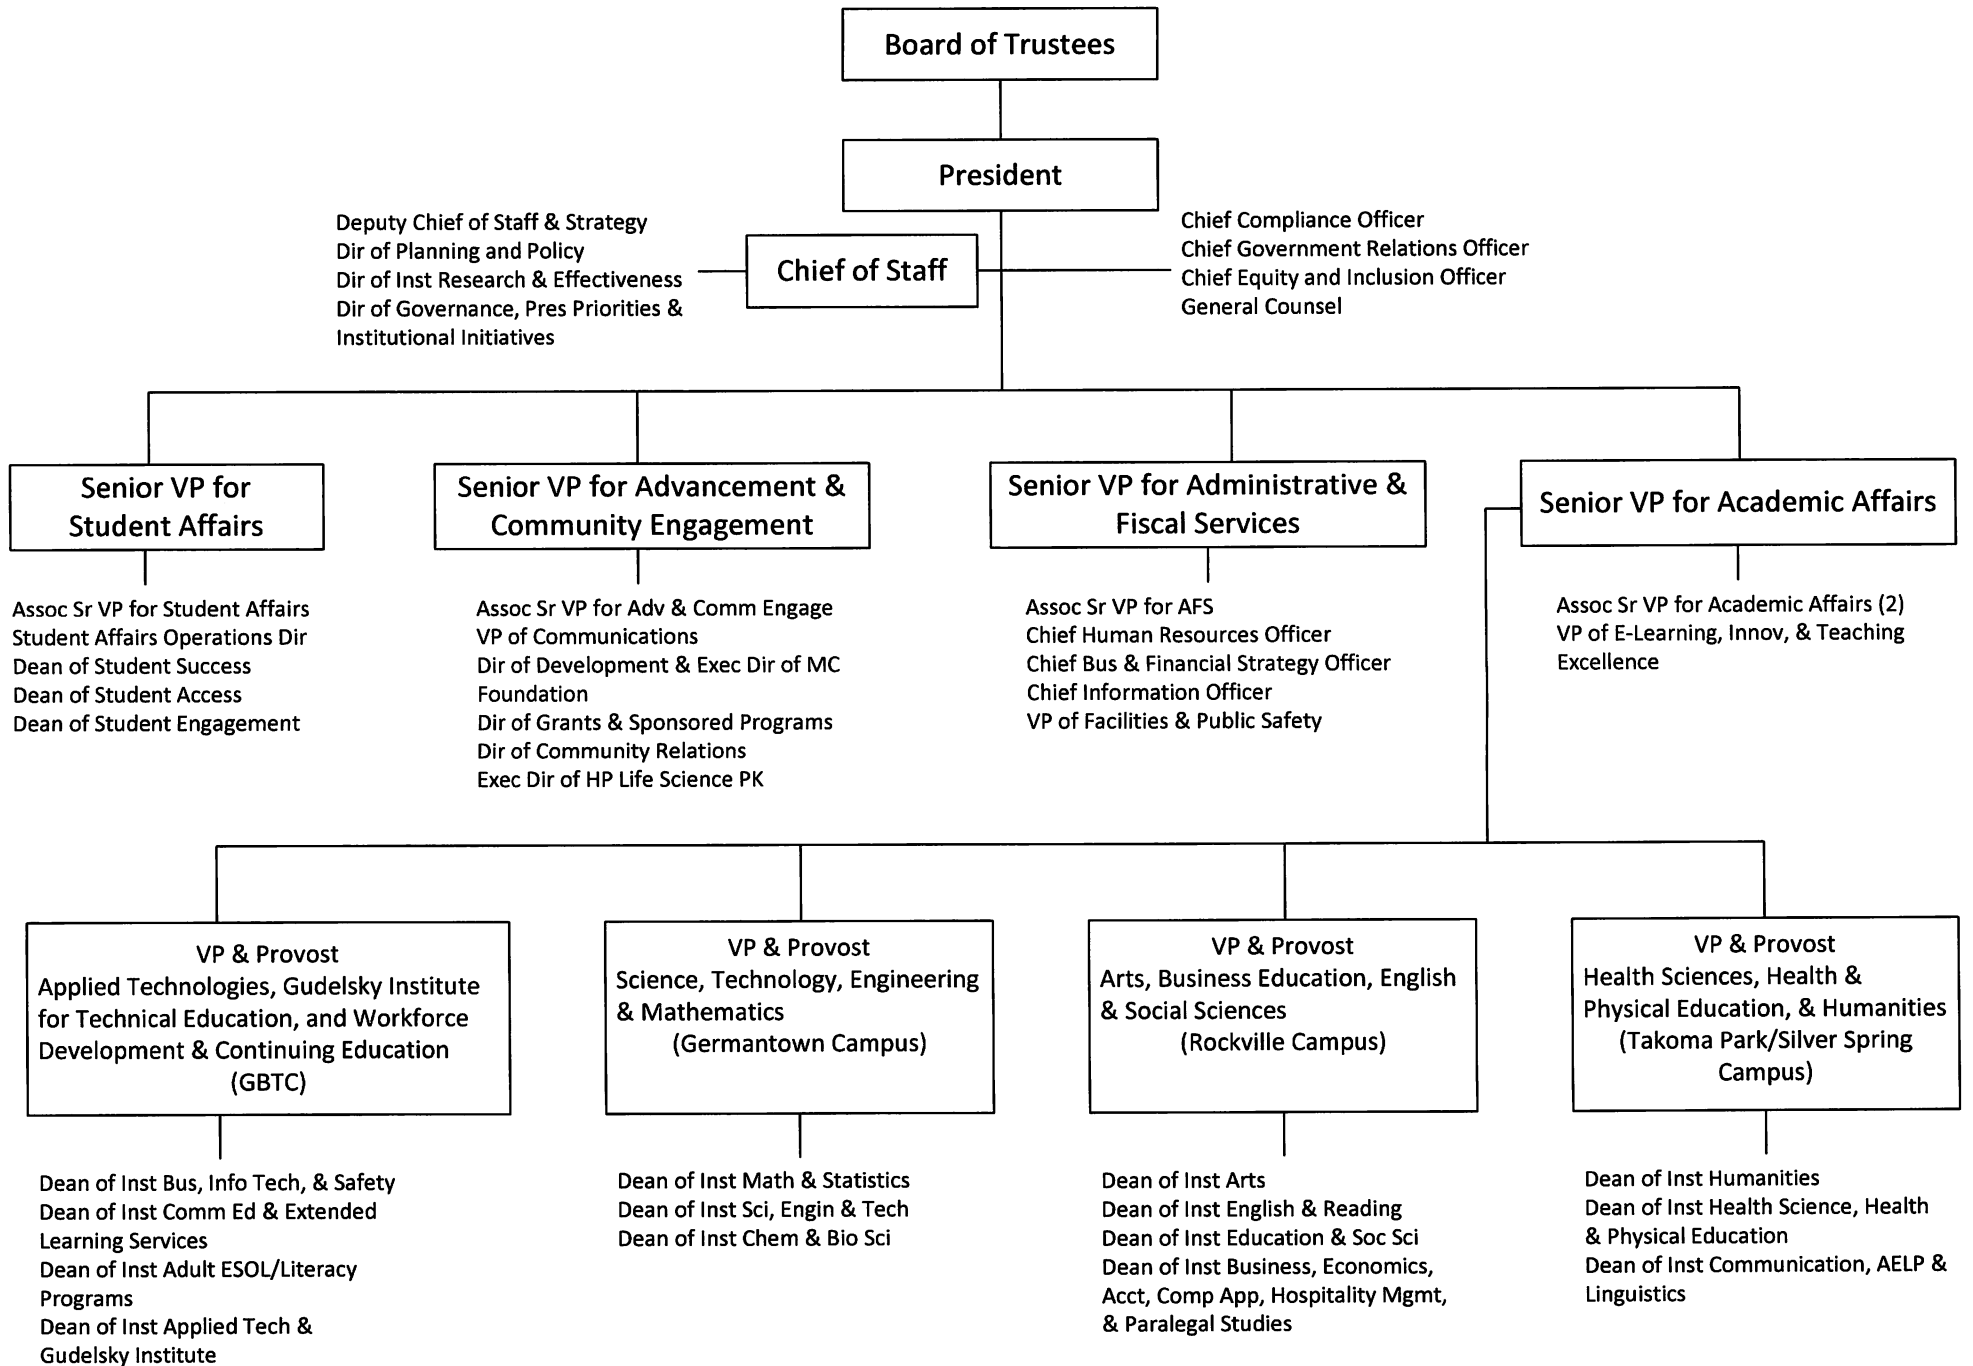 Board of Trustees
President
Deputy Chief of Staff & Strategy
Dir of Planning and Policy
Dir of Inst Research & Effectiveness
Dir of Governance, Pres Priorities &
Institutional Initiatives
Chief of Staff
Chief Compliance Officer
Chief Government Relations Officer
Chief Equity and Inclusion Officer
General Counsel
Senior VP for
Student Affairs
Assoc Sr VP for Student Affairs
Student Affairs Operations Dir
Dean of Student Success
Dean of Student Access
Dean of Student Engagement
Senior VP for Advancement &
Community Engagement
Assoc Sr VP for Adv & Comm Engage
VP of Communications
Dir of Development & Exec Dir of MC
Foundation
Dir of Grants & Sponsored Programs
Dir of Community Relations
Exec Dir of HP Life Science PK
Senior VP for Administrative &
Fiscal Services
Assoc Sr VP for AFS
Chief Human Resources Officer
Chief Bus & Financial Strategy Officer
Chief Information Officer
VP of Facilities & Public Safety
Senior VP for Academic Affairs
Assoc Sr VP for Academic Affairs (2)
VP of E-Learning, Innov, & Teaching
Excellence
VP & Provost
Applied Technologies, Gudelsky Institute
for Technical Education, and Workforce
Development & Continuing Education
(GBTC)
Dean of Inst Bus, Info Tech, & Safety
Dean of Inst Comm Ed & Extended
Learning Services
Dean of Inst Adult ESOL/Literacy
Programs
Dean of Inst Applied Tech &
Gudelsky Institute
VP & Provost
Science, Technology, Engineering
& Mathematics
(Germantown Campus)
Dean of Inst Math & Statistics
Dean of Inst Sci, Engin & Tech
Dean of Inst Chem & Bio Sci
VP & Provost
Arts, Business Education, English
& Social Sciences
(Rockville Campus)
Dean of Inst Arts
Dean of Inst English & Reading
Dean of Inst Education & Soc Sci
Dean of Inst Business, Economics,
Acct, Comp App, Hospitality Mgmt,
& Paralegal Studies
VP & Provost
Health Sciences, Health &
Physical Education, & Humanities
(Takoma Park/Silver Spring
Campus)
Dean of Inst Humanities
Dean of Inst Health Science, Health
& Physical Education
Dean of Inst Communication, AELP &
Linguistics